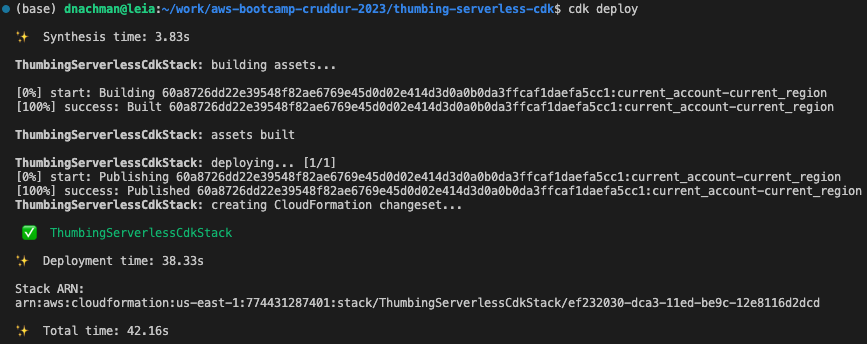 (base) dnachman@leia:~/work/aws-bootcamp-cruddur-2023/thumbing-serverless-cdk$ cdk deploy
✨ Synthesis time: 3.83s
ThumbingServerlessCdkStack: building assets...
[0%] start: Building 60a8726dd22e39548f82ae6769e45d0d02e414d3d0a0b0da3ffcaf1daefa5cc1:current_account-current_region
[100%] success: Built 60a8726dd22e39548f82ae6769e45d0d02e414d3d0a0b0da3ffcaf1daefa5cc1:current_account-current_region
ThumbingServerlessCdkStack: assets built
ThumbingServerlessCdkStack: deploying... [1/1]
[0%] start: Publishing 60a8726dd22e39548f82ae6769e45d0d02e414d3d0a0b0da3ffcaf1daefa5cc1:current_account-current_region
[100%] success: Published 60a8726dd22e39548f82ae6769e45d0d02e414d3d0a0b0da3ffcaf1daefa5cc1:current_account-current_region
ThumbingServerlessCdkStack: creating CloudFormation changeset...
✅ ThumbingServerlessCdkStack
✨ Deployment time: 38.33s
Stack ARN:
arn:aws:cloudformation:us-east-1:774431287401:stack/ThumbingServerlessCdkStack/ef232030-dca3-11ed-be9c-12e8116d2dcd
✨ Total time: 42.16s